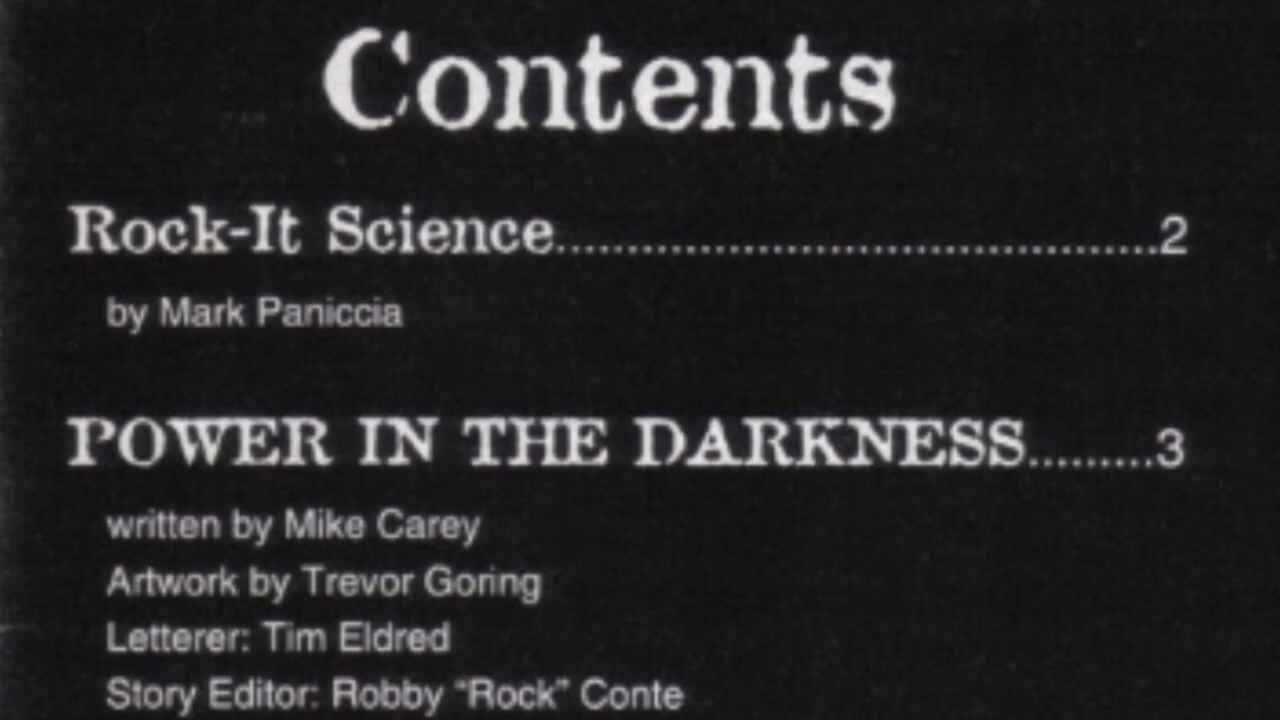 Contents
Rock-It Science............................................2
by Mark Paniccia
POWER IN THE DARKNESS.........3
written by Mike Carey
Artwork by Trevor Goring
Letterer: Tim Eldred
Story Editor: Robby “Rock” Conte